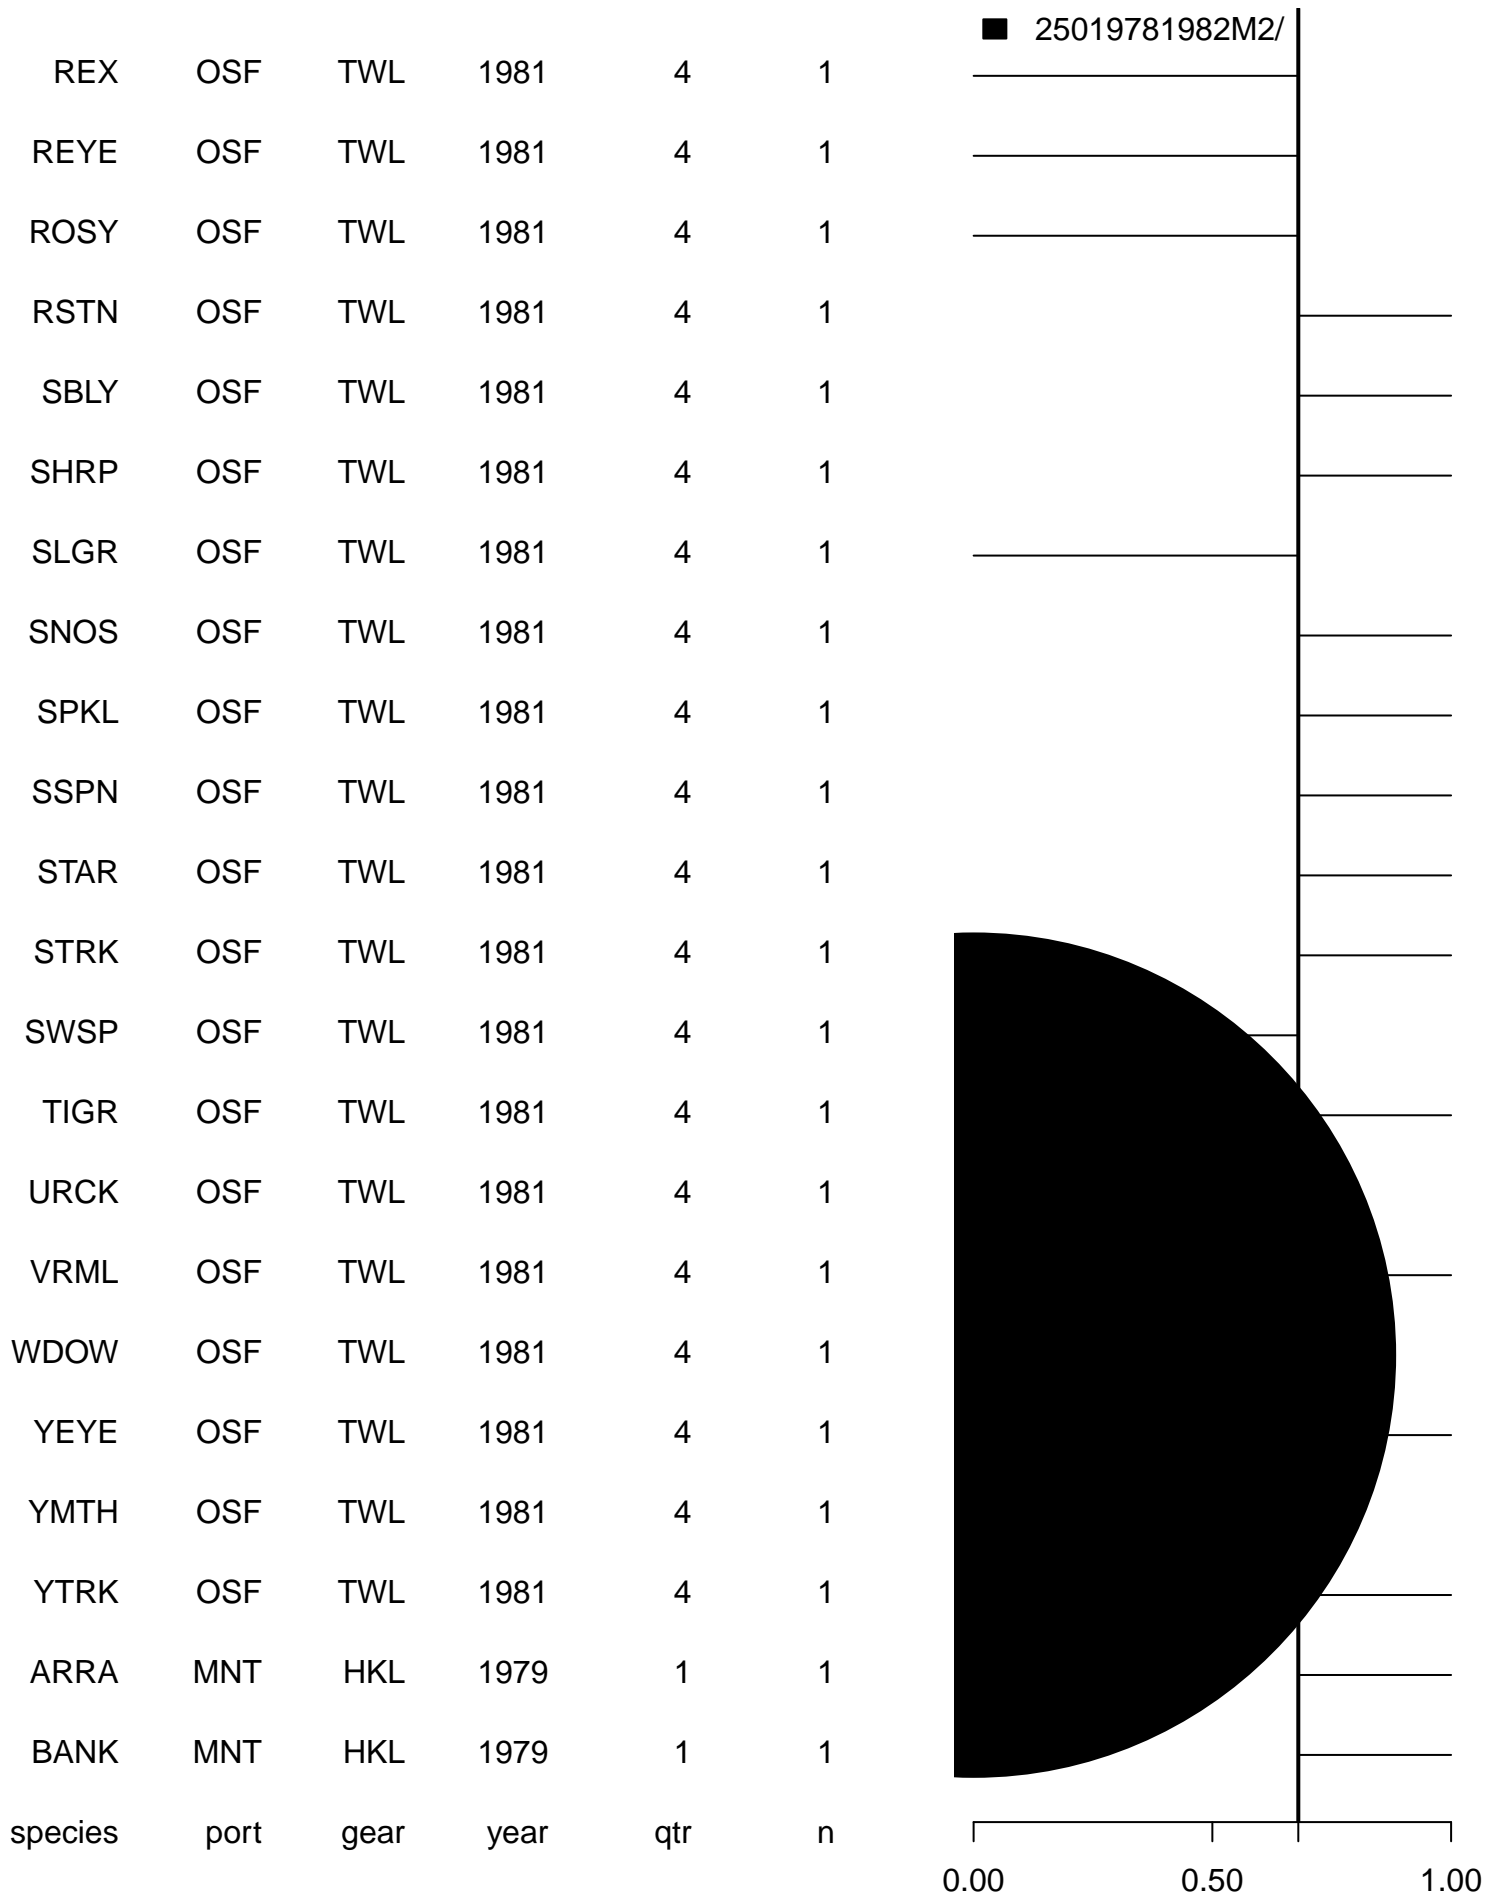 25019781982M2/
REX OSF TWL 1981 4 1
REYE OSF TWL 1981 4 1
ROSY OSF TWL 1981 4 1
RSTN OSF TWL 1981 4 1
SBLY OSF TWL 1981 4 1
SHRP OSF TWL 1981 4 1
SLGR OSF TWL 1981 4 1
SNOS OSF TWL 1981 4 1
SPKL OSF TWL 1981 4 1
SSPN OSF TWL 1981 4 1
STAR OSF TWL 1981 4 1
STRK OSF TWL 1981 4 1
SWSP OSF TWL 1981 4 1
TIGR OSF TWL 1981 4 1
URCK OSF TWL 1981 4 1
VRML OSF TWL 1981 4 1
WDOW OSF TWL 1981 4 1
YEYE OSF TWL 1981 4 1
YMTH OSF TWL 1981 4 1
YTRK OSF TWL 1981 4 1
ARRA MNT HKL 1979 1 1
BANK MNT HKL 1979 1 1
species port gear year qtr n
0.00 0.50 1.00